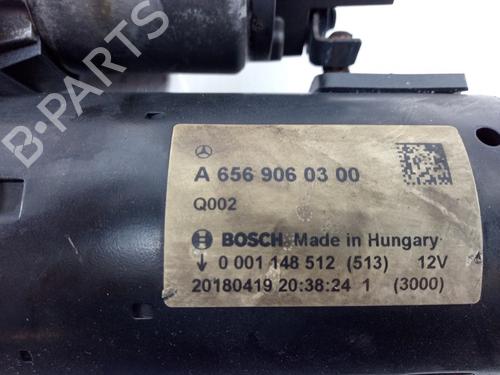 B-PARTS
A 656 906 03 00
Q002
BOSCH Made in Hungary
0 001 148 512 (513) 12V
20180419 20:38:24 1 (3000)